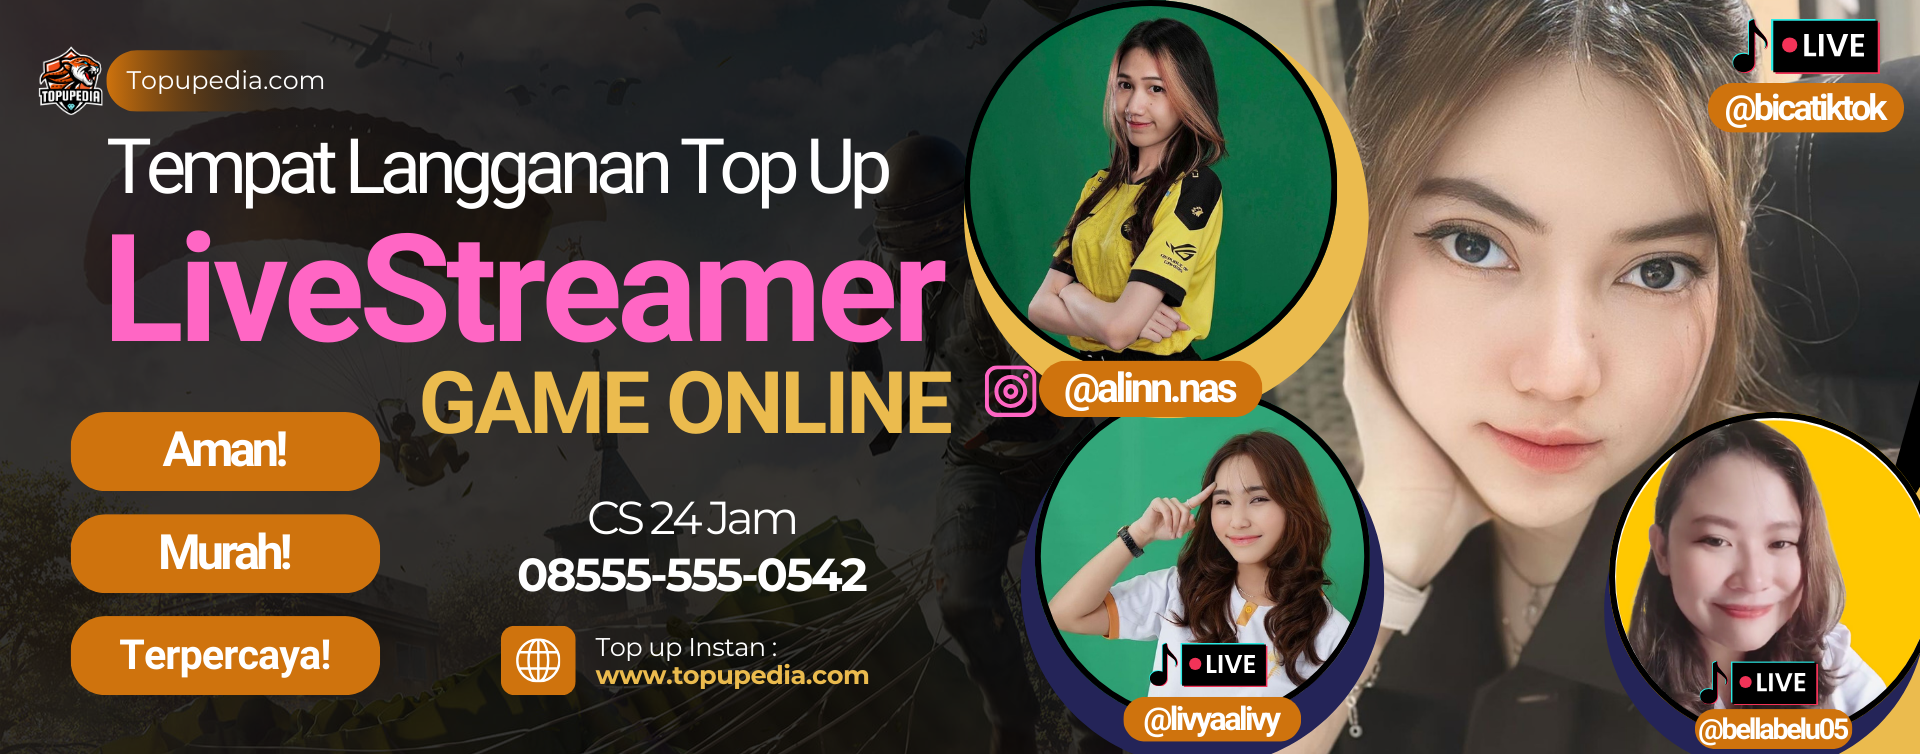 TOPUPEDIA
Topupedia.com
Tempat Langganan Top Up
LiveStreamer
GAME ONLINE
Aman!
Murah!
Terpercaya!
CS 24 Jam
08555-555-0542
Top up Instan :
www.topupedia.com
@alinn.nas
LIVE
@bicatiktok
LIVE
@livyaalivy
LIVE
@bellabelu05